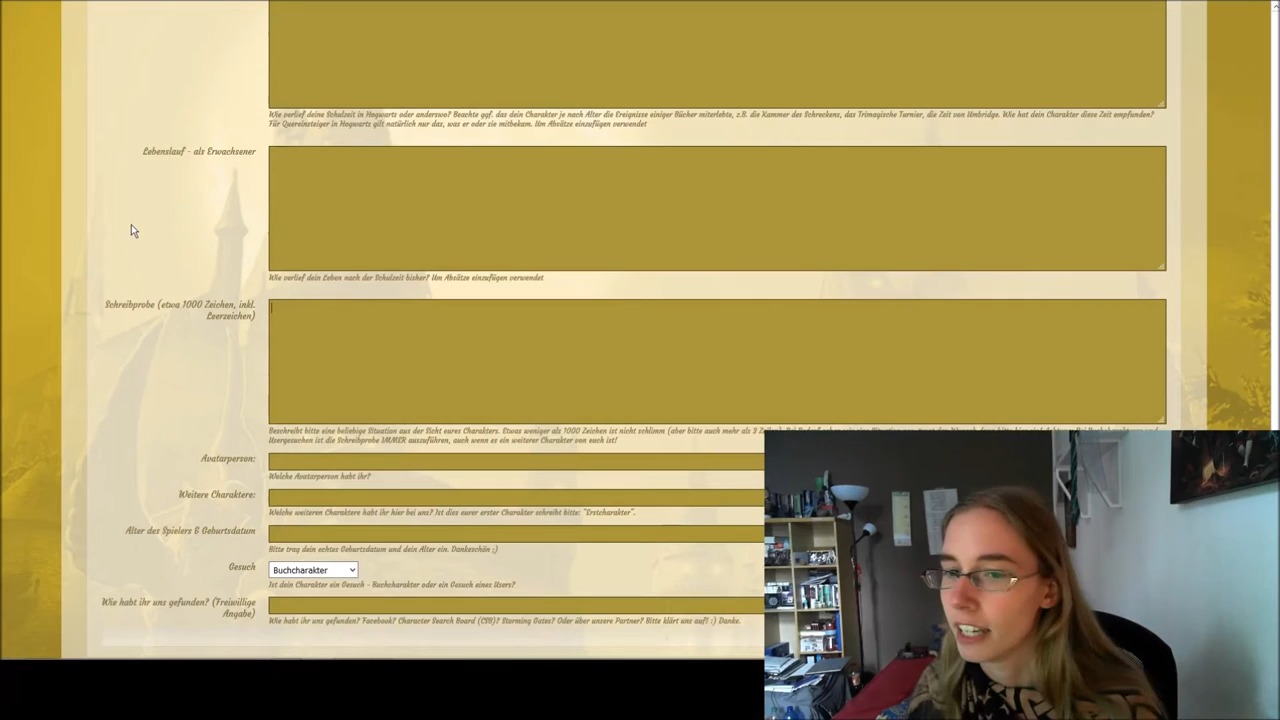 Wie verlief deine Schulzeit in Hogwarts oder anderswo? Beachte ggf. das dein Charakter je nach Alter die Ereignisse einiger Bücher miterlebte, z.B. die Kammer des Schreckens, das Trimagische Turnier, die Zeit von Umbridge. Wie hat dein Charakter diese Zeit empfunden?
Für Quereinsteiger in Hogwarts gilt natürlich nur das, was er oder sie mitbekam. Um Absätze einzufügen verwendet
Lebenslauf - als Erwachsener
Wie verlief dein Leben nach der Schulzeit bisher? Um Absätze einzufügen verwendet
Schreibprobe (etwa 1000 Zeichen, inkl.
Leerzeichen)
Beschreibt bitte eine beliebige Situation aus der Sicht eures Charakters. Etwas weniger als 1000 Zeichen ist nicht schlimm (aber bitte auch mehr als 3
Usergesuchen ist die Schreibprobe IMMER auszuführen, auch wenn es ein weiterer Charakter von euch ist!
Avatarperson:
Welche Avatarperson habt ihr?
Weitere Charaktere:
Welche weiteren Charaktere habt ihr hier bei uns? Ist dies eurer erster Charakter schreibt bitte: "Erstcharakter".
Alter des Spielers & Geburtsdatum
Bitte trag dein echtes Geburtsdatum und dein Alter ein. Dankeschön ;)
Gesuch
Buchcharakter
Ist dein Charakter ein Gesuch - Buchcharakter oder ein Gesuch eines Users?
Wie habt ihr uns gefunden? (Freiwillige
Angabe)
Wie habt ihr uns gefunden? Facebook? Character Search Board (CSB)? Storming Gates? Oder über unsere Partner? Bitte klärt uns auf! :) Danke.